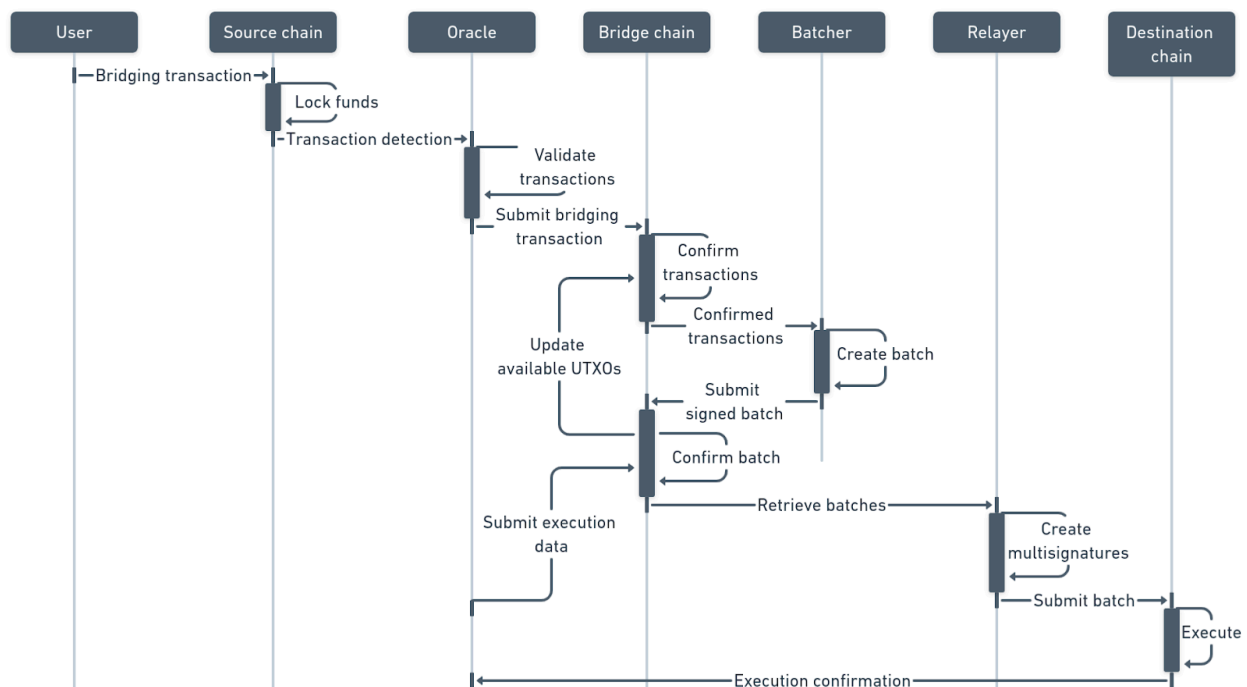 User
Source chain
Oracle
Bridge chain
Batcher
Relayer
Destination
chain
Bridging transaction
Lock funds
Transaction detection
Validate
transactions
Submit bridging
transaction
Confirm
transactions
Confirmed
transactions
Update
available UTXOs
Create batch
Submit
signed batch
Confirm batch
Retrieve batches
Submit execution
data
Create
multisignatures
Submit batch
Execute
Execution confirmation